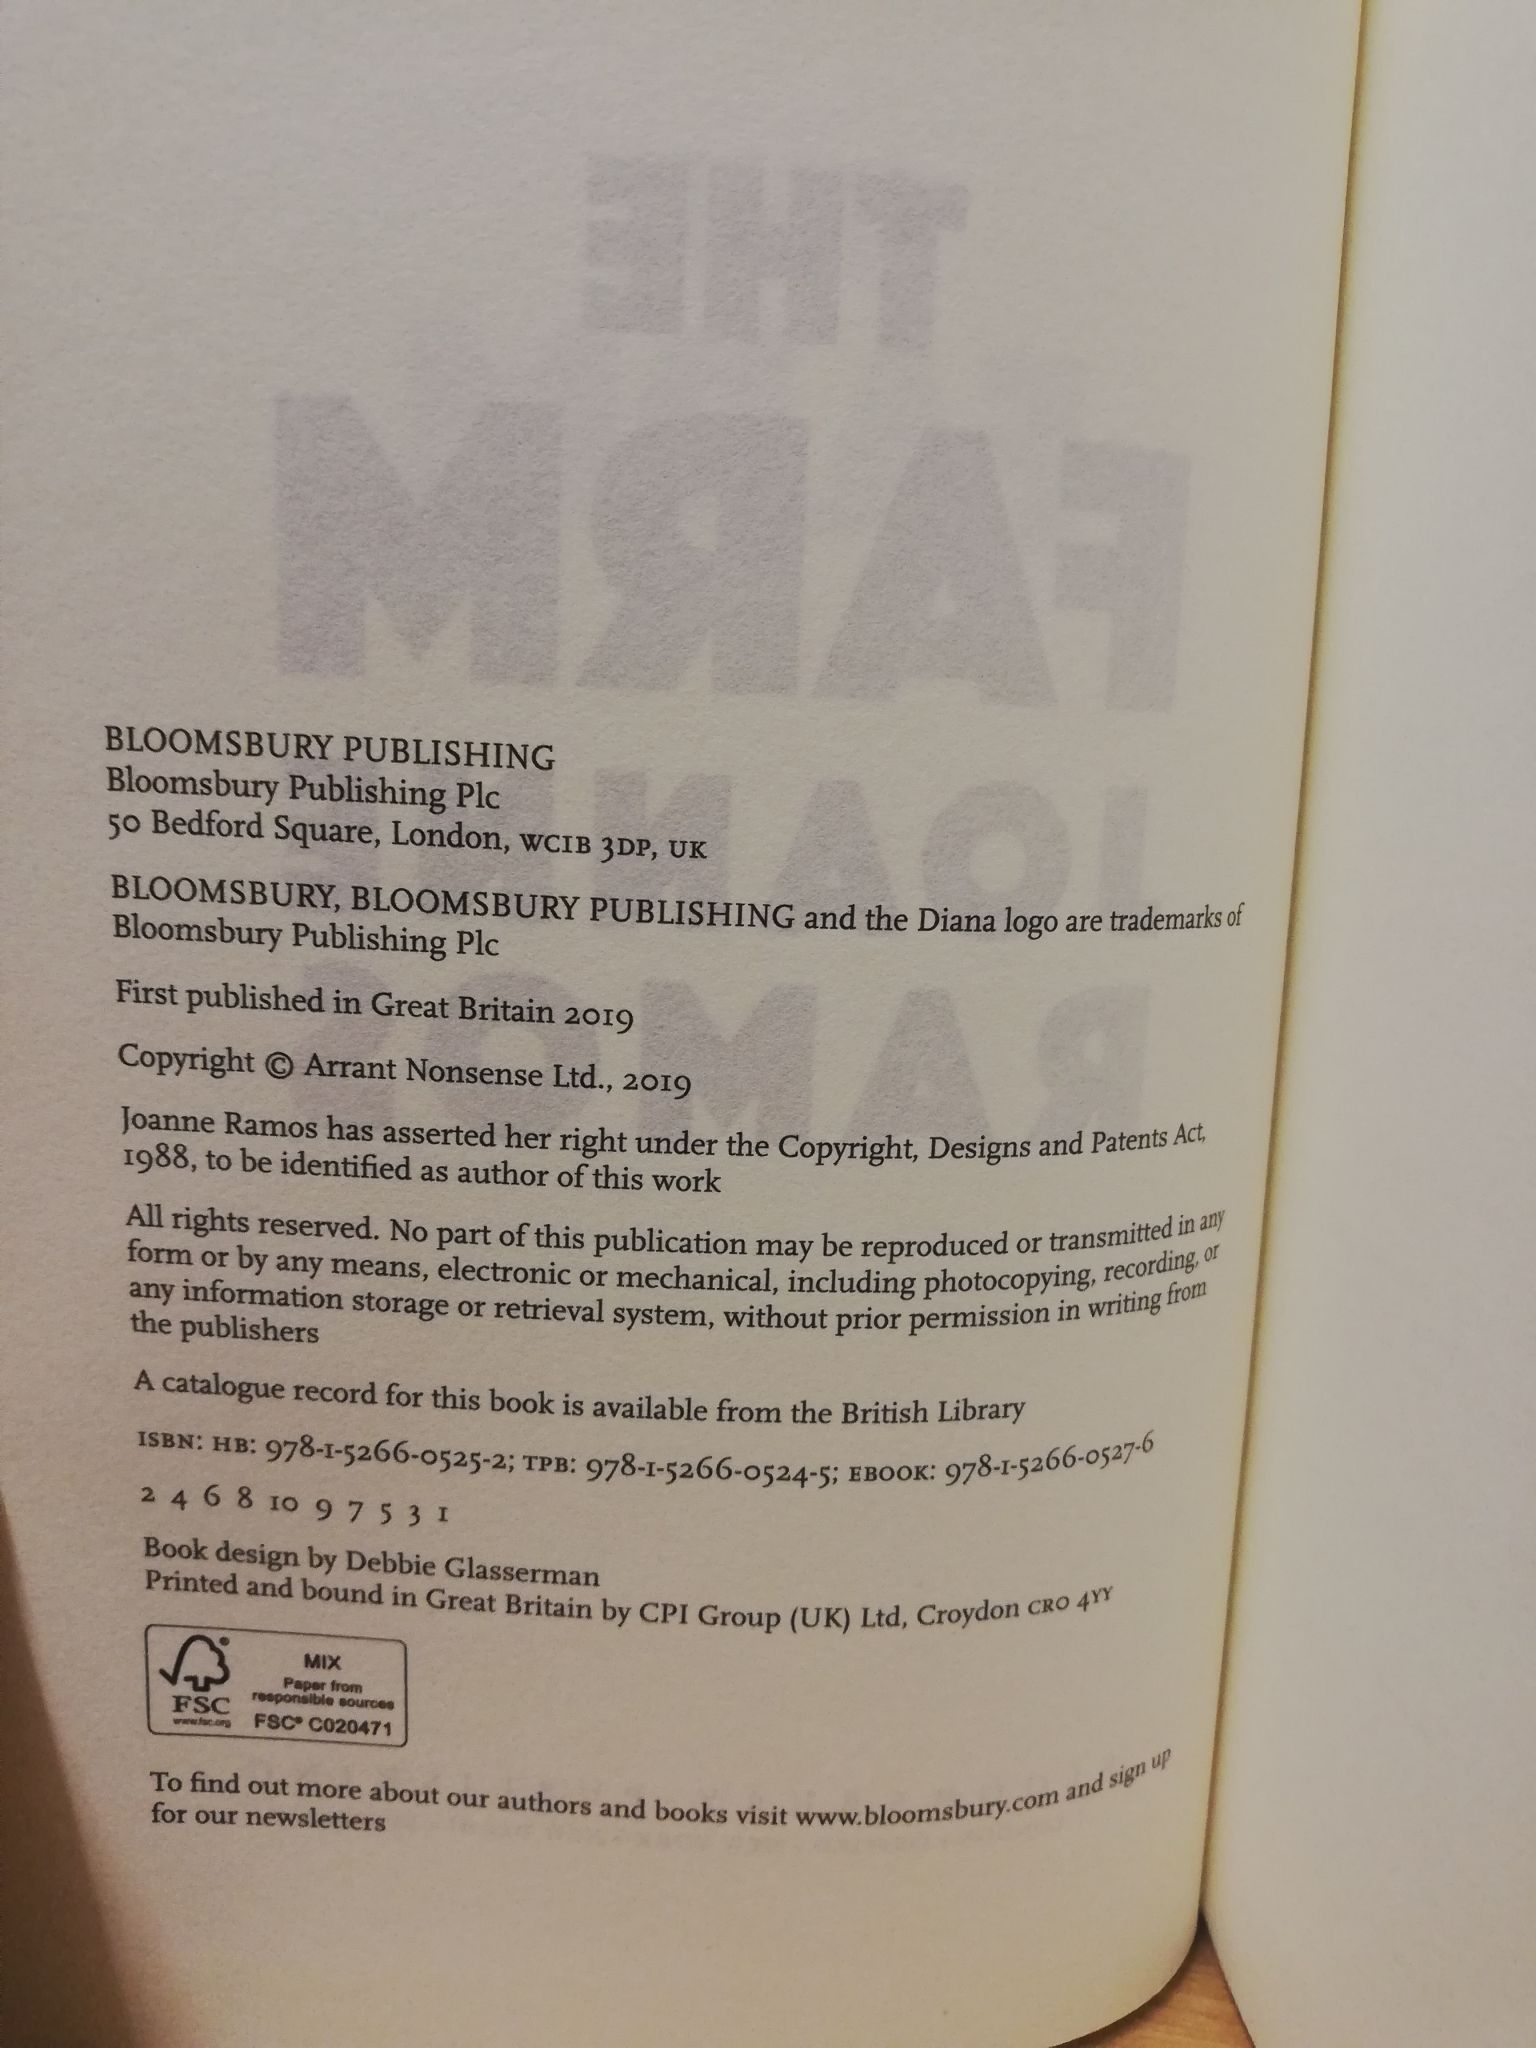 THE
FARM
JOANNE
RAMOS
BLOOMSBURY PUBLISHING
Bloomsbury Publishing Plc
50 Bedford Square, London, WC1B 3DP, UK
BLOOMSBURY, BLOOMSBURY PUBLISHING and the Diana logo are trademarks of
Bloomsbury Publishing Plc
First published in Great Britain 2019
Copyright © Arrant Nonsense Ltd., 2019
Joanne Ramos has asserted her right under the Copyright, Designs and Patents Act,
1988, to be identified as author of this work
All rights reserved. No part of this publication may be reproduced or transmitted in any
form or by any means, electronic or mechanical, including photocopying, recording, or
any information storage or retrieval system, without prior permission in writing from
the publishers
A catalogue record for this book is available from the British Library
ISBN: HB: 978-1-5266-0525-2; TPB: 978-1-5266-0524-5; EBOOK: 978-1-5266-0527-6
2 4 6 8 10 9 7 5 3 1
Book design by Debbie Glasserman
Printed and bound in Great Britain by CPI Group (UK) Ltd, Croydon CR0 4YY
FSC
www.fsc.org
MIX
Paper from
responsible sources
FSC® C020471
To find out more about our authors and books visit www.bloomsbury.com and sign up
for our newsletters